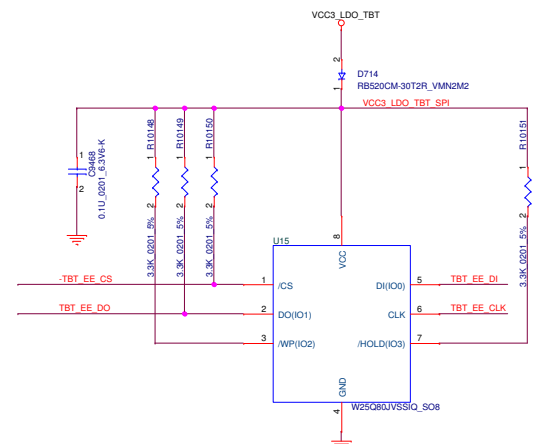 VCC3_LDO_TBT
2
D714
1
RB520CM-30T2R_VMN2M2
VCC3_LDO_TBT_SPI
R10148
R10149
R10150
R10151
1
1
1
1
1
C9468
2
0.1U_0201_6.3V6-K
2
2
2
2
3.3K_0201_5%
3.3K_0201_5%
3.3K_0201_5%
3.3K_0201_5%
U15
8
VCC
-TBT_EE_CS
1
/CS
DI(IO0)
5
TBT_EE_DI
TBT_EE_DO
2
DO(IO1)
CLK
6
TBT_EE_CLK
3
/WP(IO2)
/HOLD(IO3)
7
GND
4
W25Q80JVSSIQ_SO8